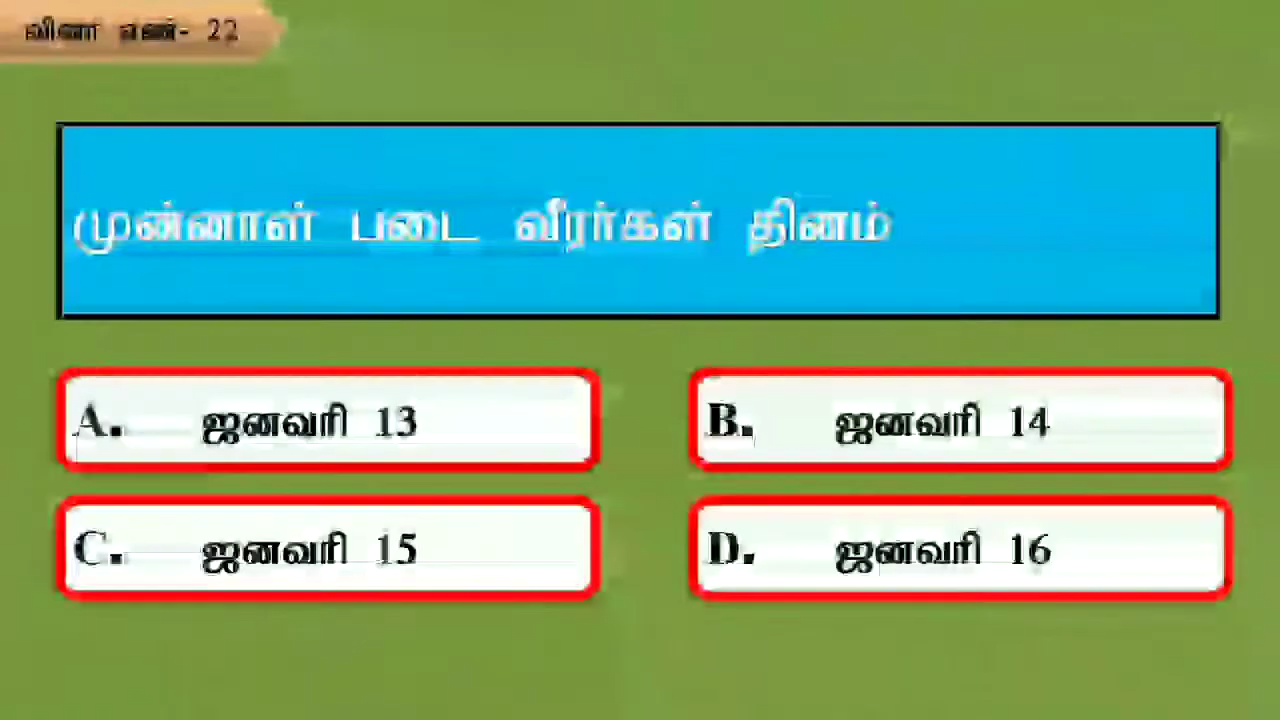 வினா எண்- 22
முன்னாள் படை வீரர்கள் தினம்
A. ஜனவரி 13
B. ஜனவரி 14
C. ஜனவரி 15
D. ஜனவரி 16